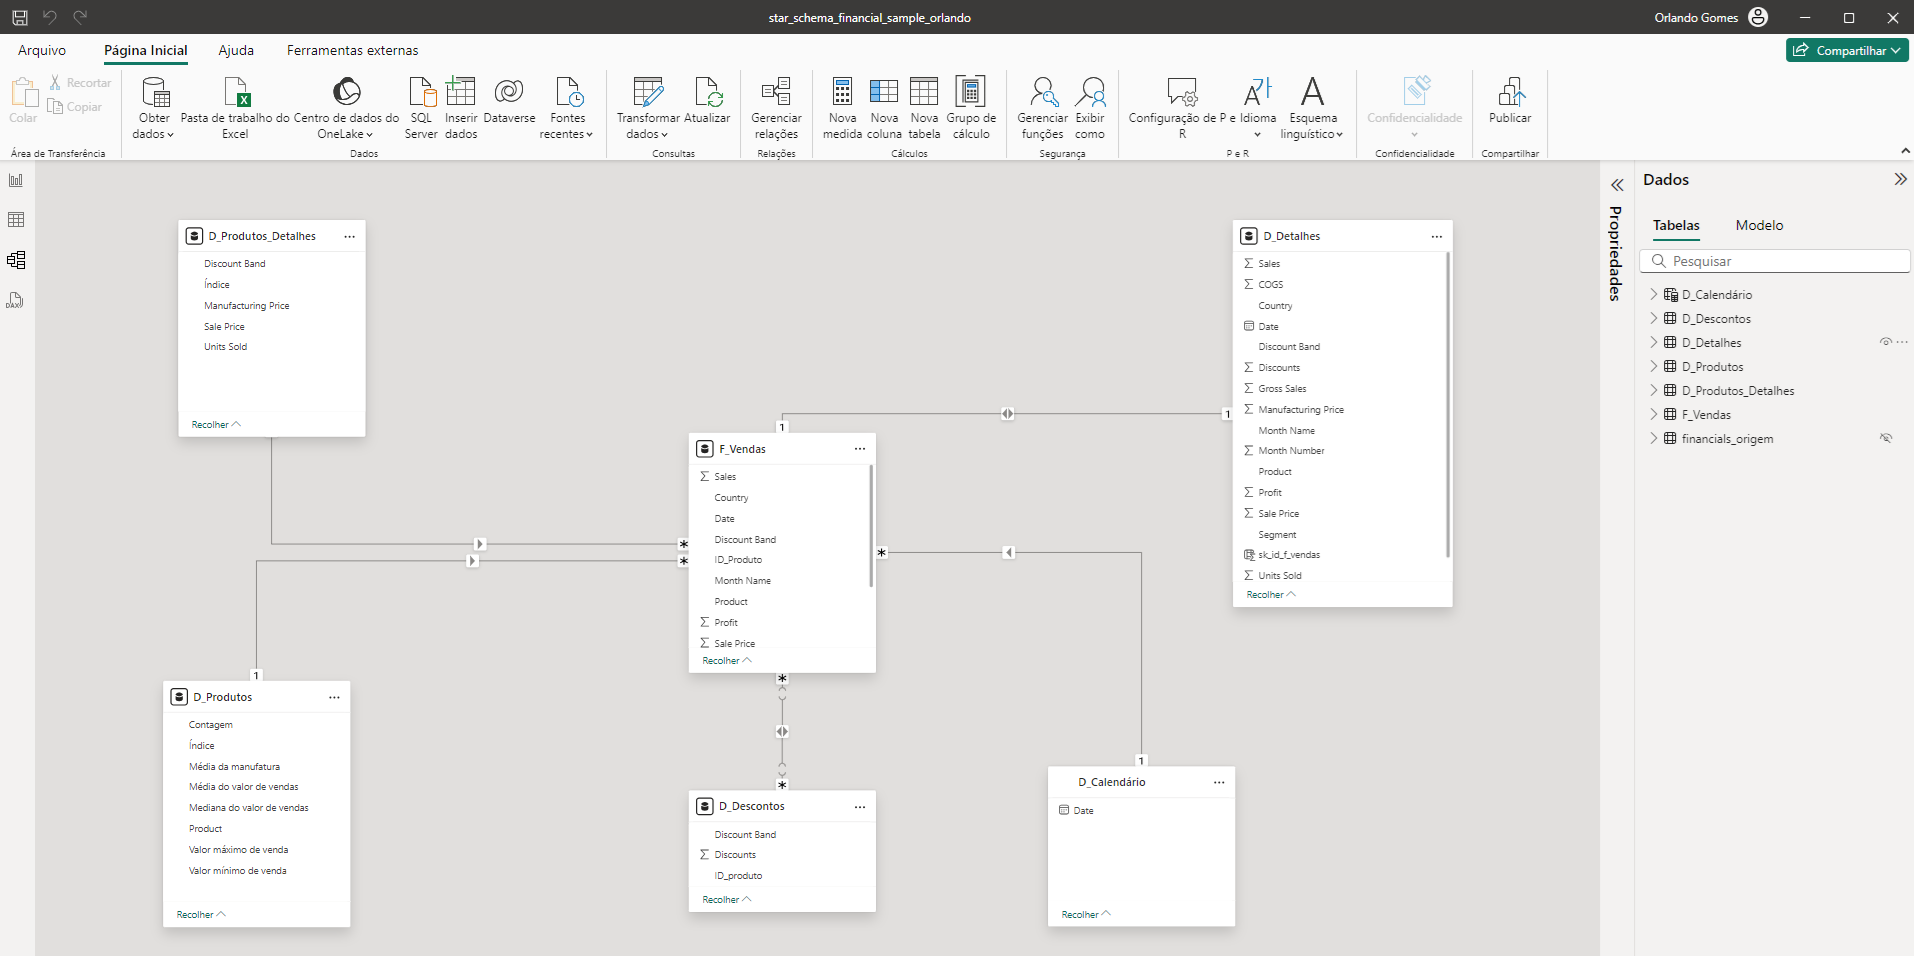 star_schema_financial_sample_orlando
Orlando Gomes
Arquivo
Página Inicial
Ajuda
Ferramentas externas
Compartilhar
Colar
Recortar
Copiar
Área de Transferência
Obter dados
Pasta de trabalho do Excel
Centro de dados do OneLake
SQL Server
Inserir dados
Dataverse
Fontes recentes
Dados
Transformar dados
Atualizar
Consultas
Gerenciar relações
Relações
Nova medida
Nova coluna
Nova tabela
Grupo de cálculo
Cálculos
Gerenciar funções
Exibir como
Segurança
Configuração de P e R
Idioma
Esquema linguístico
P e R
Confidencialidade
Confidencialidade
Publicar
Compartilhar
DAX
D_Produtos_Detalhes
Discount Band
Índice
Manufacturing Price
Sale Price
Units Sold
Recolher
D_Produtos
Contagem
Índice
Média da manufatura
Média do valor de vendas
Mediana do valor de vendas
Product
Valor máximo de venda
Valor mínimo de venda
Recolher
1
*
*
F_Vendas
Sales
Country
Date
Discount Band
ID_Produto
Month Name
Product
Profit
Sale Price
Recolher
1
*
*
*
D_Descontos
Discount Band
Discounts
ID_produto
Recolher
1
D_Detalhes
Sales
COGS
Country
Date
Discount Band
Discounts
Gross Sales
Manufacturing Price
Month Name
Month Number
Product
Profit
Sale Price
Segment
sk_id_f_vendas
Units Sold
Recolher
1
D_Calendário
Date
Recolher
Propriedades
Dados
Tabelas
Modelo
Pesquisar
D_Calendário
D_Descontos
D_Detalhes
D_Produtos
D_Produtos_Detalhes
F_Vendas
financials_origem